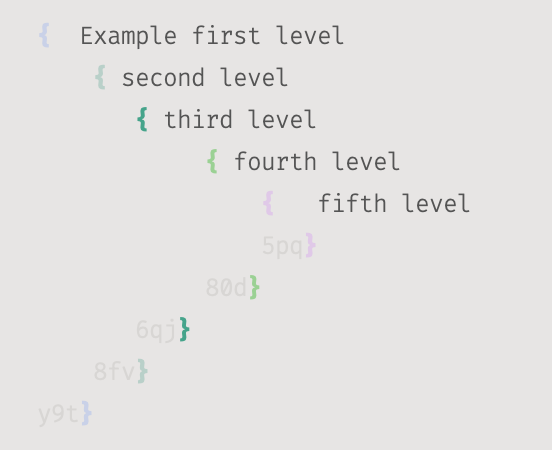 {  Example first level
{ second level
{ third level
{ fourth level
{   fifth level
5pq}
80d}
6qj}
8fv}
y9t}